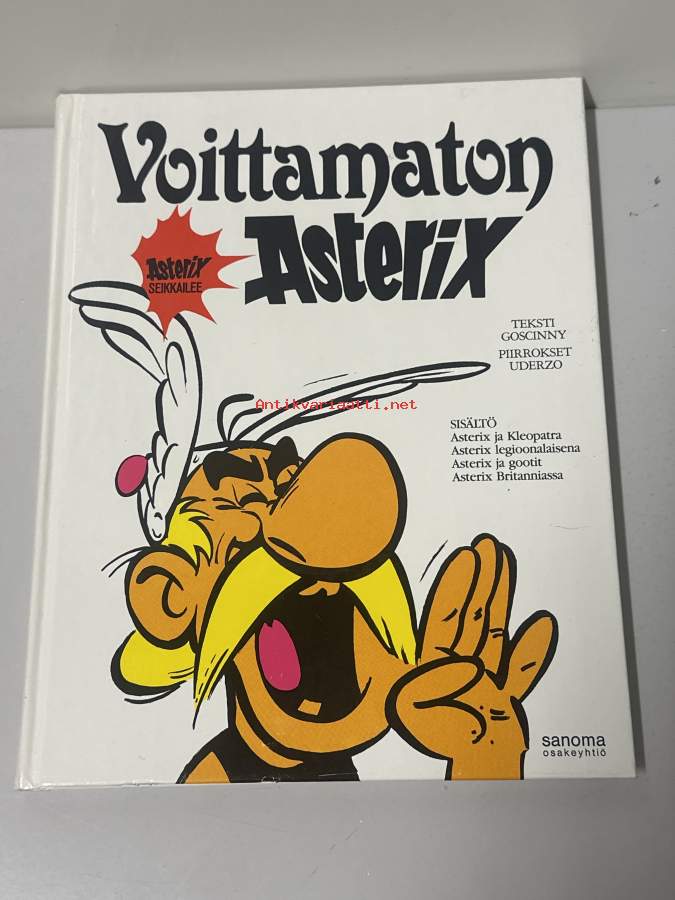 Voittamaton
Asterix
Asterix
SEIKKAILEE
TEKSTI
GOSCINNY
PIIRROKSET
UDERZO
Antikvariaatti.net
SISÄLTÖ
Asterix ja Kleopatra
Asterix legioonalaisena
Asterix ja gootit
Asterix Britanniassa
sanoma
osakeyhtiö